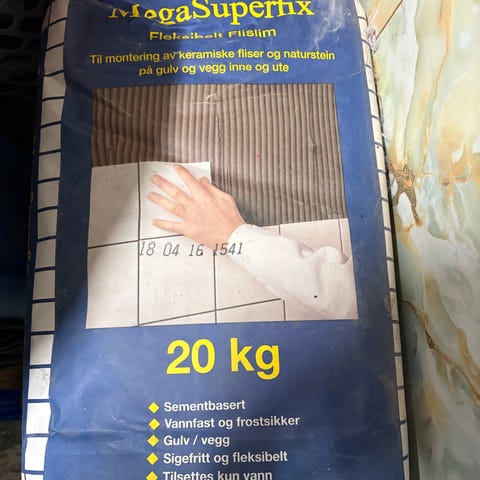 MegaSuperfix
Fleksibelt Flislim
Til montering av keramiske fliser og naturstein
på gulv og vegg inne og ute
18 04 16 1541
20 kg
Sementbasert
Vannfast og frostsikker
Gulv / vegg
Sigefritt og fleksibelt
Tilsettes kun vann